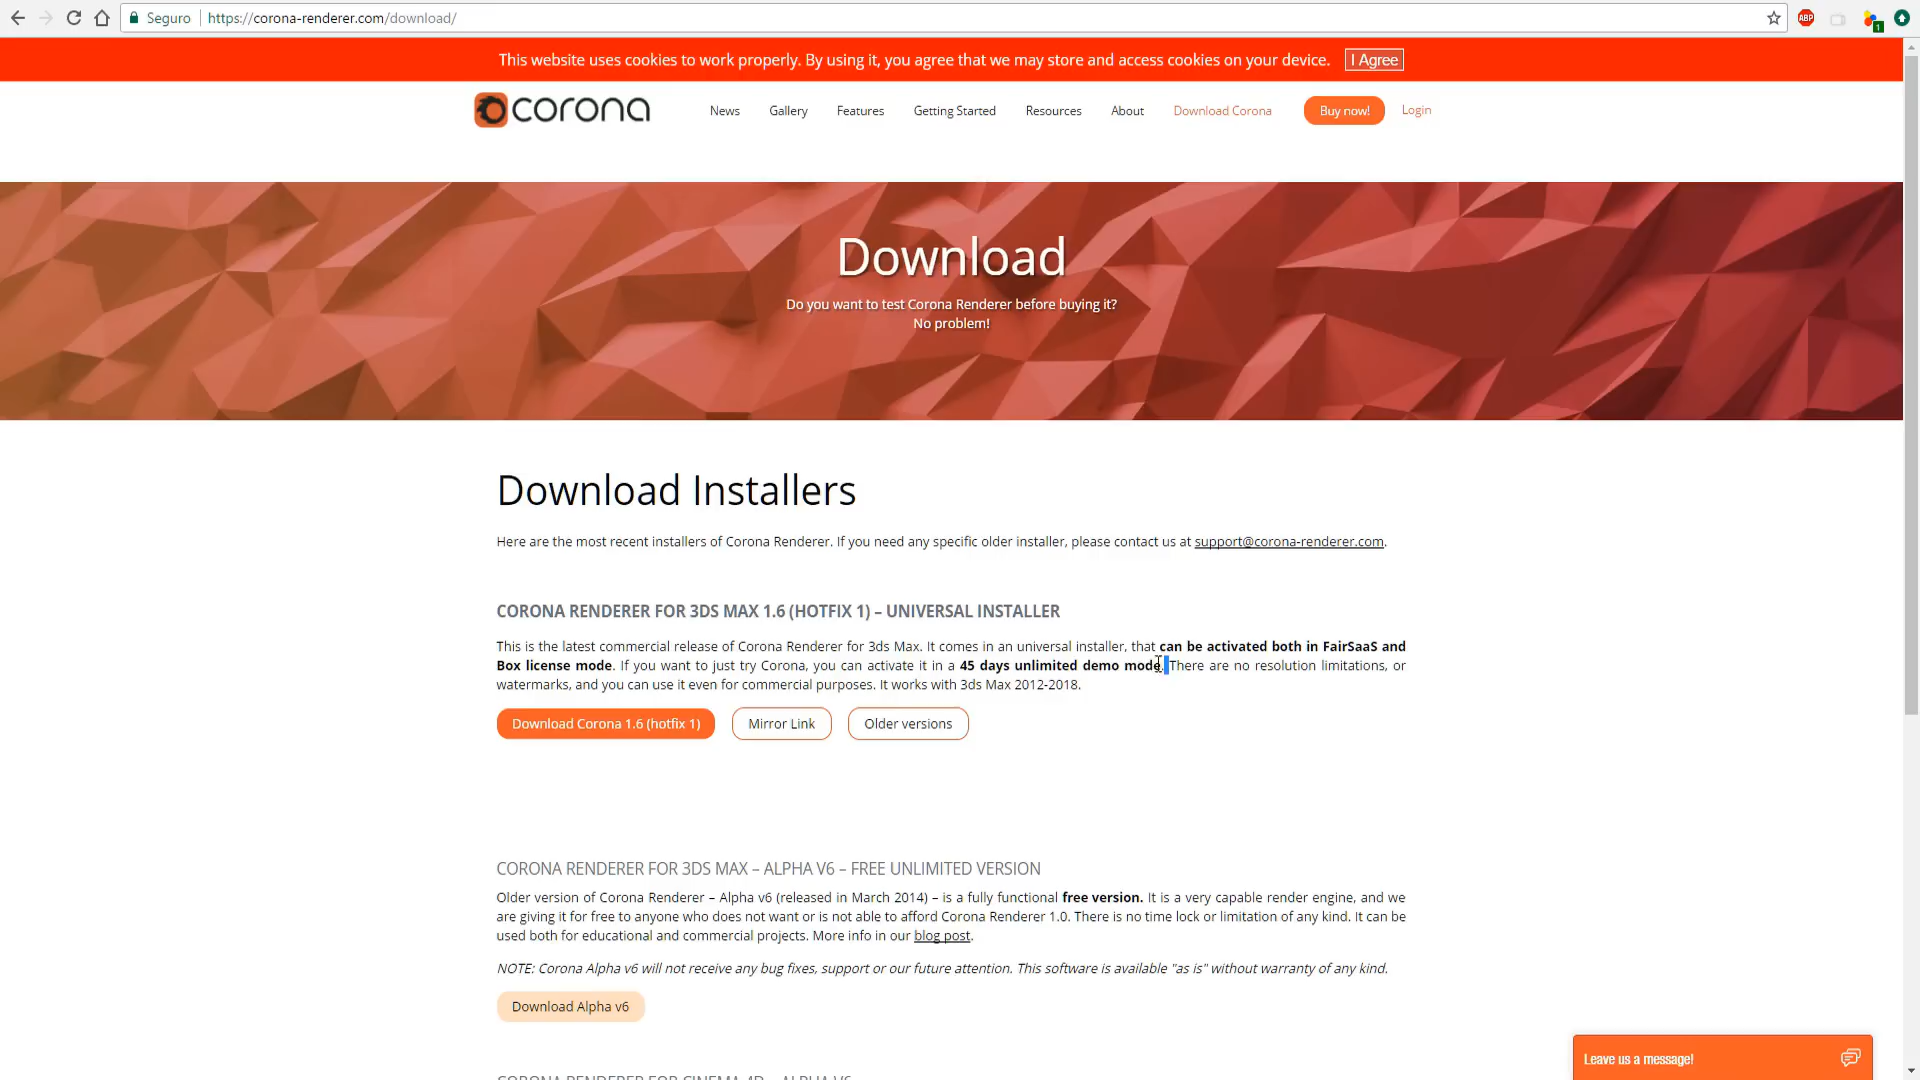 Seguro https://corona-renderer.com/download/
ABP
1
This website uses cookies to work properly. By using it, you agree that we may store and access cookies on your device. I Agree
corona News Gallery Features Getting Started Resources About Download Corona Buy now! Login
Download
Do you want to test Corona Renderer before buying it?
No problem!
Download Installers
Here are the most recent installers of Corona Renderer. If you need any specific older installer, please contact us at support@corona-renderer.com.
CORONA RENDERER FOR 3DS MAX 1.6 (HOTFIX 1) – UNIVERSAL INSTALLER
This is the latest commercial release of Corona Renderer for 3ds Max. It comes in an universal installer, that can be activated both in FairSaaS and
Box license mode. If you want to just try Corona, you can activate it in a 45 days unlimited demo mode. There are no resolution limitations, or
watermarks, and you can use it even for commercial purposes. It works with 3ds Max 2012-2018.
Download Corona 1.6 (hotfix 1) Mirror Link Older versions
CORONA RENDERER FOR 3DS MAX – ALPHA V6 – FREE UNLIMITED VERSION
Older version of Corona Renderer – Alpha v6 (released in March 2014) – is a fully functional free version. It is a very capable render engine, and we
are giving it for free to anyone who does not want or is not able to afford Corona Renderer 1.0. There is no time lock or limitation of any kind. It can be
used both for educational and commercial projects. More info in our blog post.
NOTE: Corona Alpha v6 will not receive any bug fixes, support or our future attention. This software is available "as is" without warranty of any kind.
Download Alpha v6
Leave us a message!
CORONA RENDERER FOR CINEMA 4D – ALPHA V6